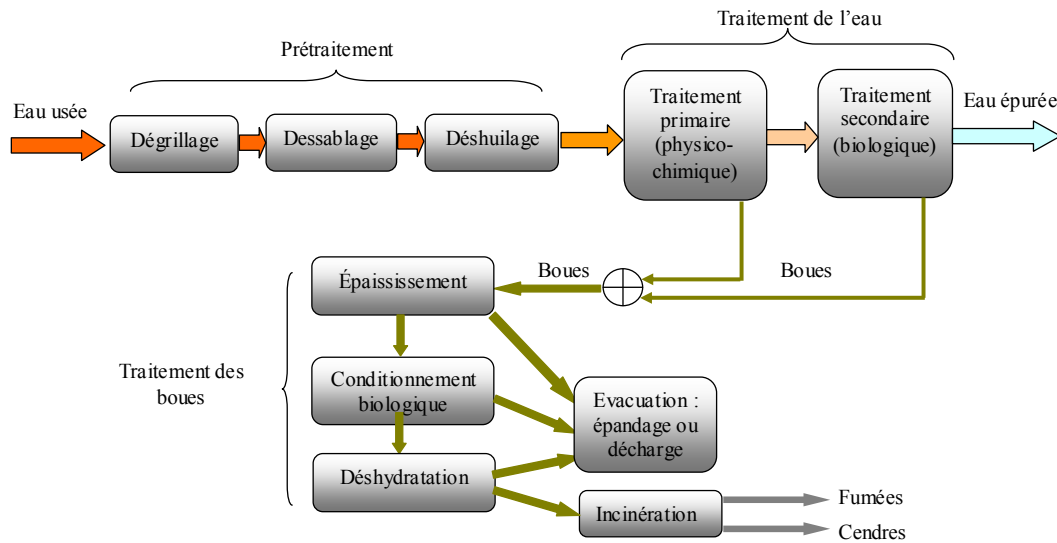 Traitement de l'eau
Prétraitement
Eau usée
Dégrillage
Dessablage
Déshuilage
Traitement
primaire
(physico-
chimique)
Traitement
secondaire
(biologique)
Eau épurée
Boues
Boues
Épaississement
Traitement des
boues
Conditionnement
biologique
Evacuation :
épandage ou
décharge
Déshydratation
Incinération
Fumées
Cendres